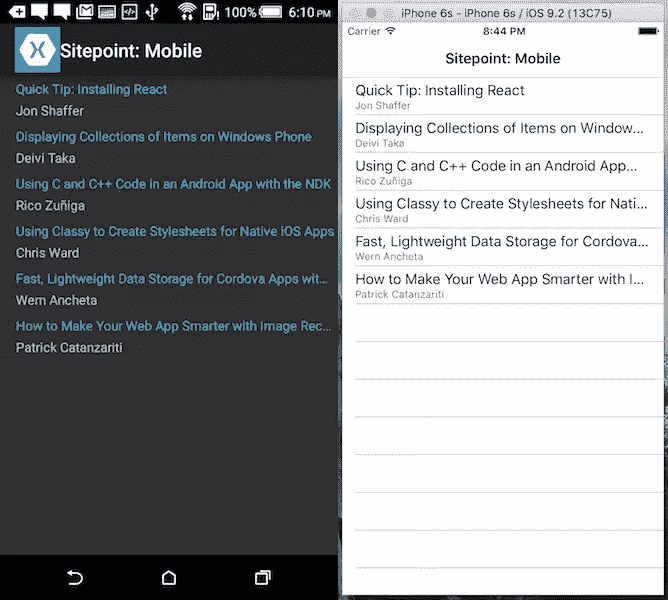 100% 6:10 PM
Sitepoint: Mobile
Quick Tip: Installing React
Jon Shaffer
Displaying Collections of Items on Windows Phone
Deivi Taka
Using C and C++ Code in an Android App with the NDK
Rico Zuñiga
Using Classy to Create Stylesheets for Native iOS Apps
Chris Ward
Fast, Lightweight Data Storage for Cordova Apps wit...
Wern Ancheta
How to Make Your Web App Smarter with Image Rec...
Patrick Catanzariti
iPhone 6s - iPhone 6s / iOS 9.2 (13C75)
Carrier 8:44 PM
Sitepoint: Mobile
Quick Tip: Installing React
Jon Shaffer
Displaying Collections of Items on Window...
Deivi Taka
Using C and C++ Code in an Android App...
Rico Zuñiga
Using Classy to Create Stylesheets for Nati...
Chris Ward
Fast, Lightweight Data Storage for Cordova...
Wern Ancheta
How to Make Your Web App Smarter with I...
Patrick Catanzariti